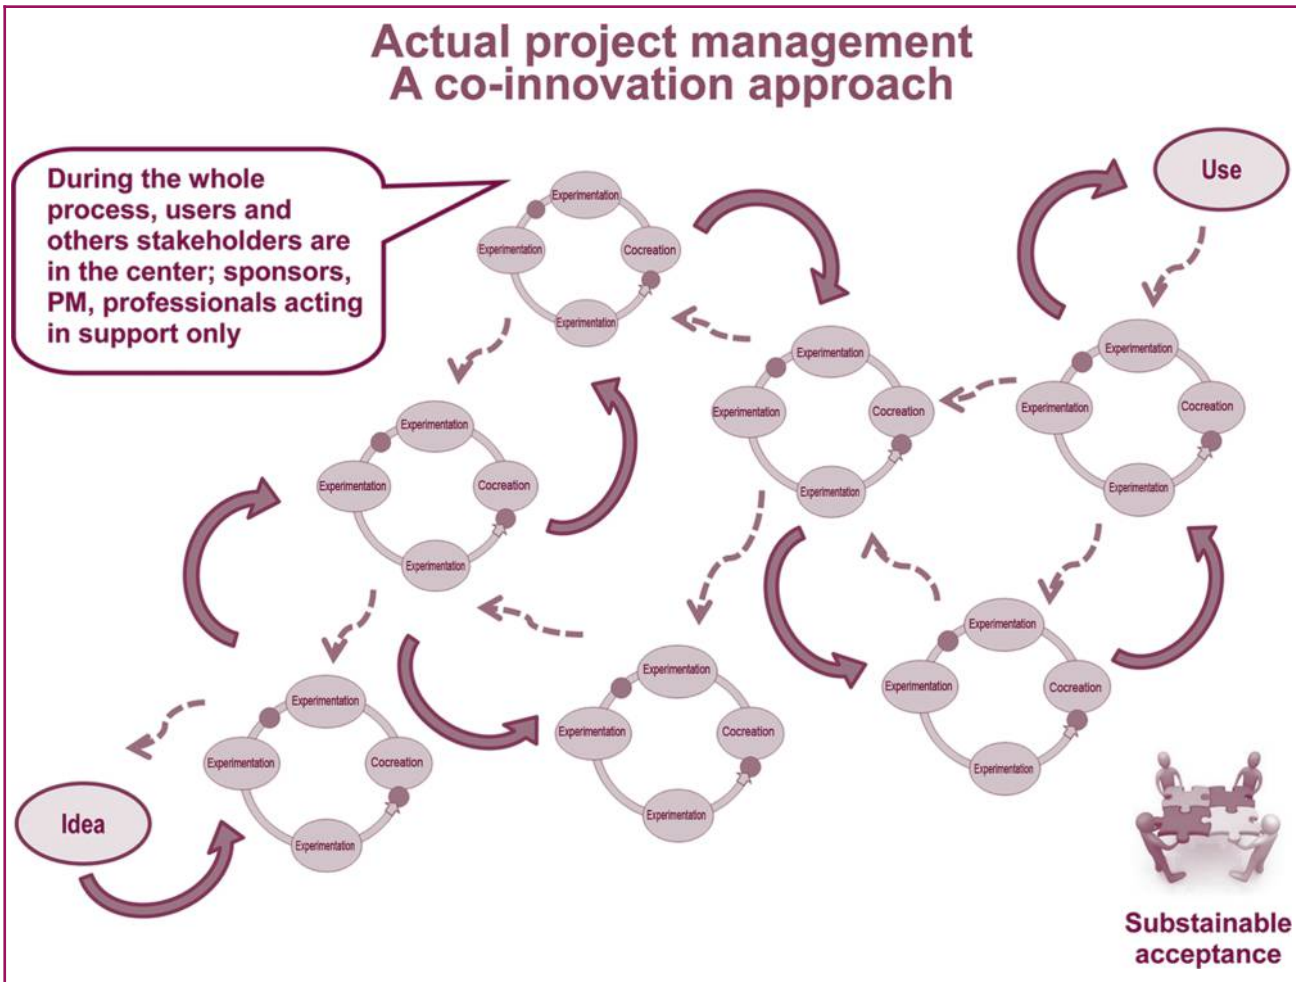 Actual project management
A co-innovation approach
During the whole
process, users and
others stakeholders are
in the center; sponsors,
PM, professionals acting
in support only
Experimentation
Experimentation
Cocreation
Experimentation
Use
Experimentation
Experimentation
Cocreation
Experimentation
Experimentation
Experimentation
Cocreation
Experimentation
Experimentation
Experimentation
Cocreation
Experimentation
Experimentation
Experimentation
Cocreation
Experimentation
Experimentation
Experimentation
Cocreation
Experimentation
Experimentation
Experimentation
Cocreation
Experimentation
Idea
Substainable
acceptance